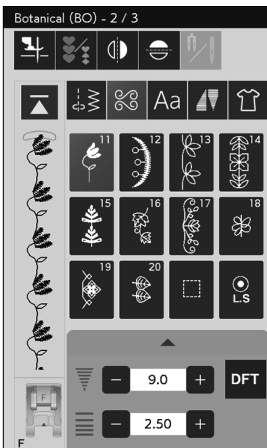 Botanical (BO) - 2 / 3
Aa
11 12 13 14
15 16 17 18
19 20 L.S
F
− 9.0 + DFT
− 2.50 +
F